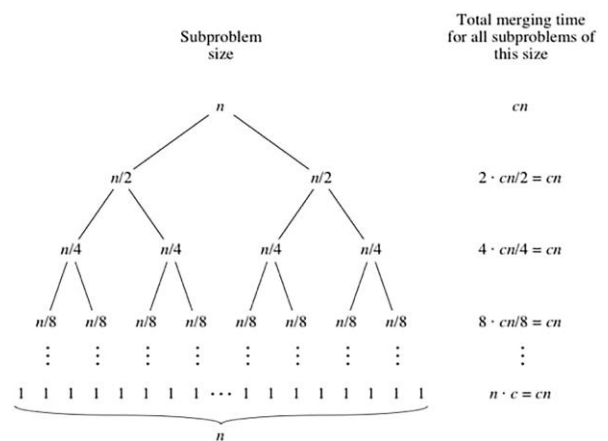 Subproblem
size
Total merging time
for all subproblems of
this size
n
cn
n/2 n/2
2 · cn/2 = cn
n/4 n/4 n/4 n/4
4 · cn/4 = cn
n/8 n/8 n/8 n/8 n/8 n/8 n/8 n/8
8 · cn/8 = cn
1 1 1 1 1 1 1 1 ··· 1 1 1 1 1 1 1 1
n · c = cn
n